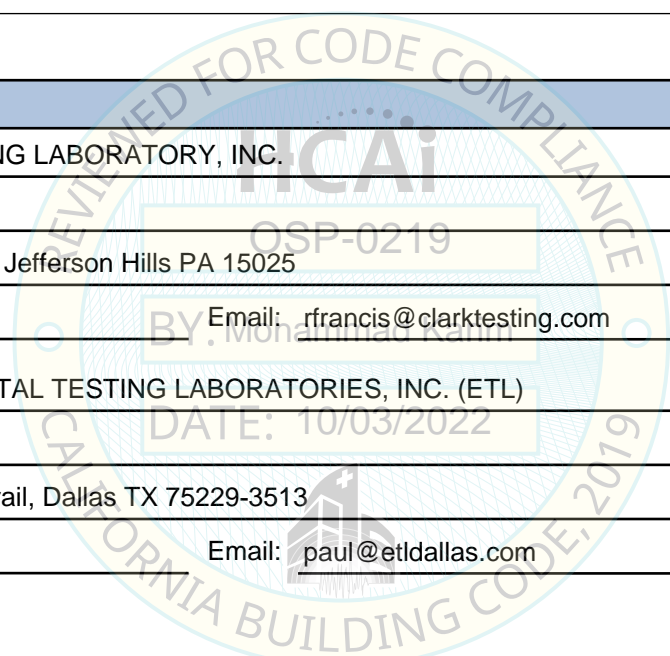 REVIEWED FOR CODE COMPLIANCE
HCAi
NG LABORATORY, INC.
OSP-0219
Jefferson Hills PA 15025
Email: rfrancis@clarktesting.com
BY: Mohammad Karim
TAL TESTING LABORATORIES, INC. (ETL)
DATE: 10/03/2022
rail, Dallas TX 75229-3513
Email: paul@etldallas.com
CALIFORNIA BUILDING CODE, 2019